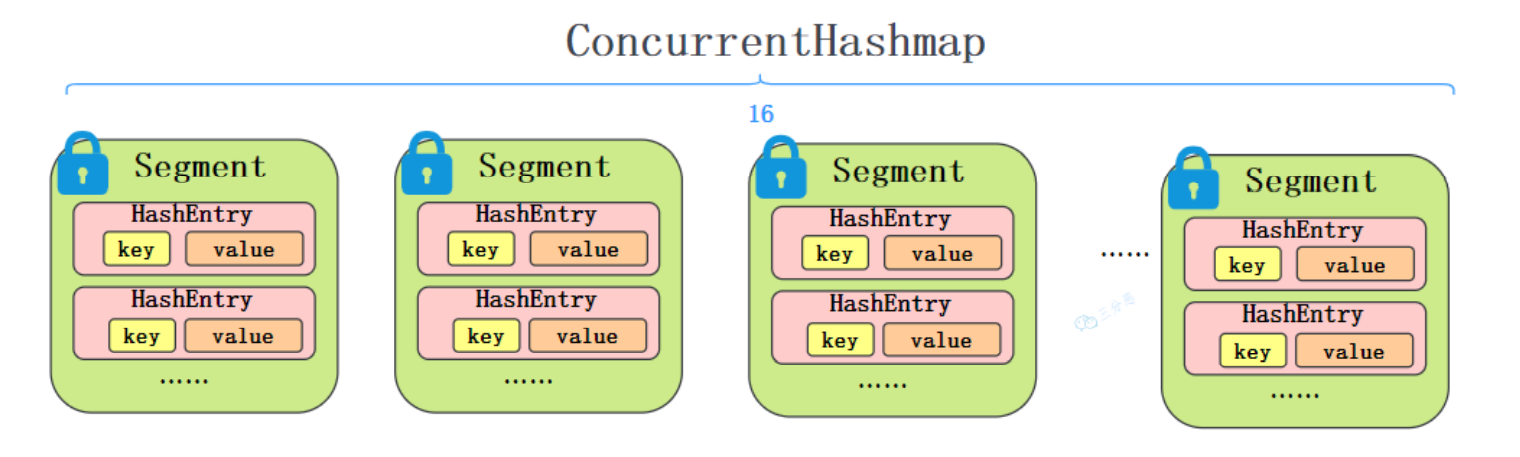 ConcurrentHashmap
16
Segment
HashEntry
key value
HashEntry
key value
......
Segment
HashEntry
key value
HashEntry
key value
......
Segment
HashEntry
key value
HashEntry
key value
......
......
三分恶
Segment
HashEntry
key value
HashEntry
key value
......